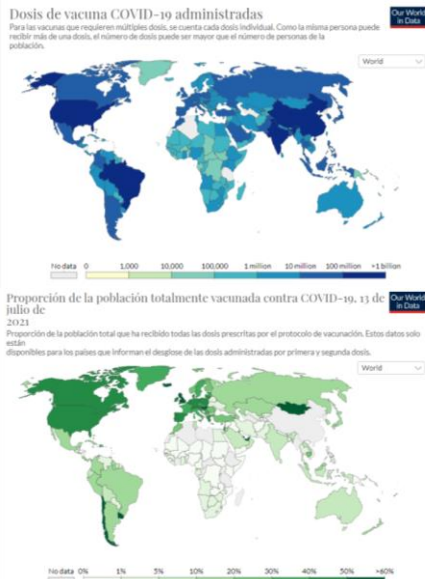 Dosis de vacuna COVID-19 administradas
Our World
in Data
Para las vacunas que requieren múltiples dosis, se cuenta cada dosis individual. Como la misma persona puede
recibir más de una dosis, el número de dosis puede ser mayor que el número de personas de la
población.
World
No data 0 1,000 10,000 100,000 1 million 10 million 100 million >1 billion
Proporción de la población totalmente vacunada contra COVID-19, 13 de
julio de
2021
Our World
in Data
Proporción de la población total que ha recibido todas las dosis prescritas por el protocolo de vacunación. Estos datos solo
están
disponibles para los países que informan el desglose de las dosis administradas por primera y segunda dosis.
World
No data 0% 1% 5% 10% 20% 30% 40% 50% >60%